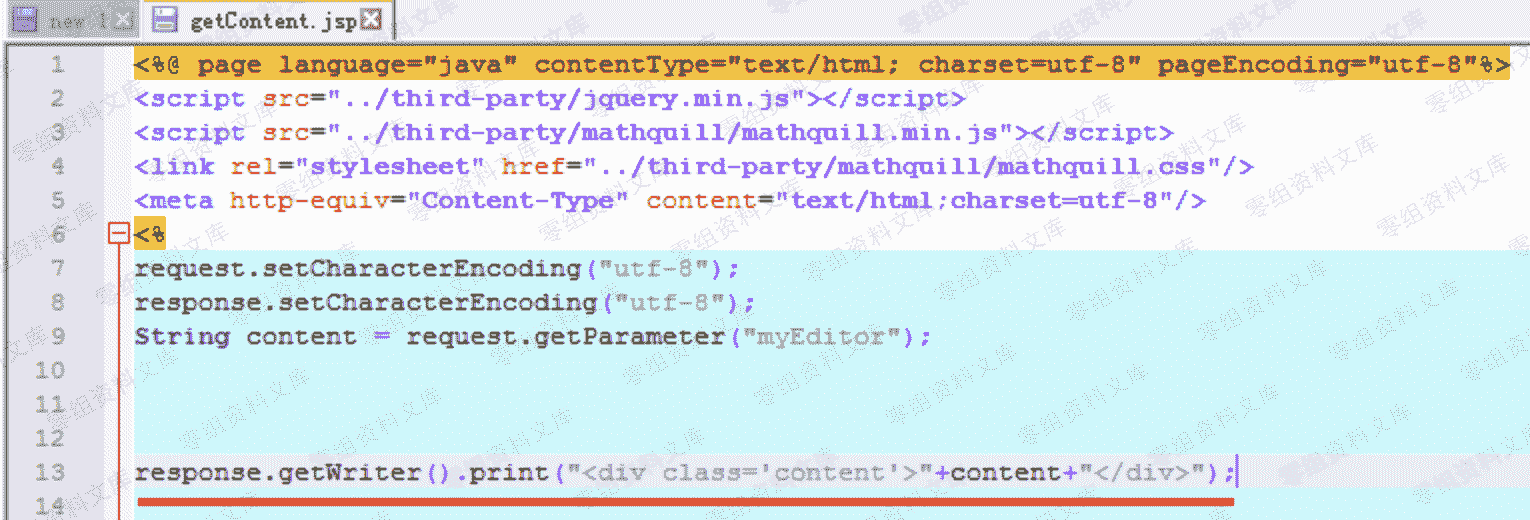 new 1 getContent.jsp
1 <%@ page language="java" contentType="text/html; charset=utf-8" pageEncoding="utf-8"%>
2 <script src="../third-party/jquery.min.js"></script>
3 <script src="../third-party/mathquill/mathquill.min.js"></script>
4 <link rel="stylesheet" href="../third-party/mathquill/mathquill.css"/>
5 <meta http-equiv="Content-Type" content="text/html;charset=utf-8"/>
6 <%
7 request.setCharacterEncoding("utf-8");
8 response.setCharacterEncoding("utf-8");
9 String content = request.getParameter("myEditor");
10
11
12
13 response.getWriter().print("<div class='content'>"+content+"</div>");
14
零组资料文库